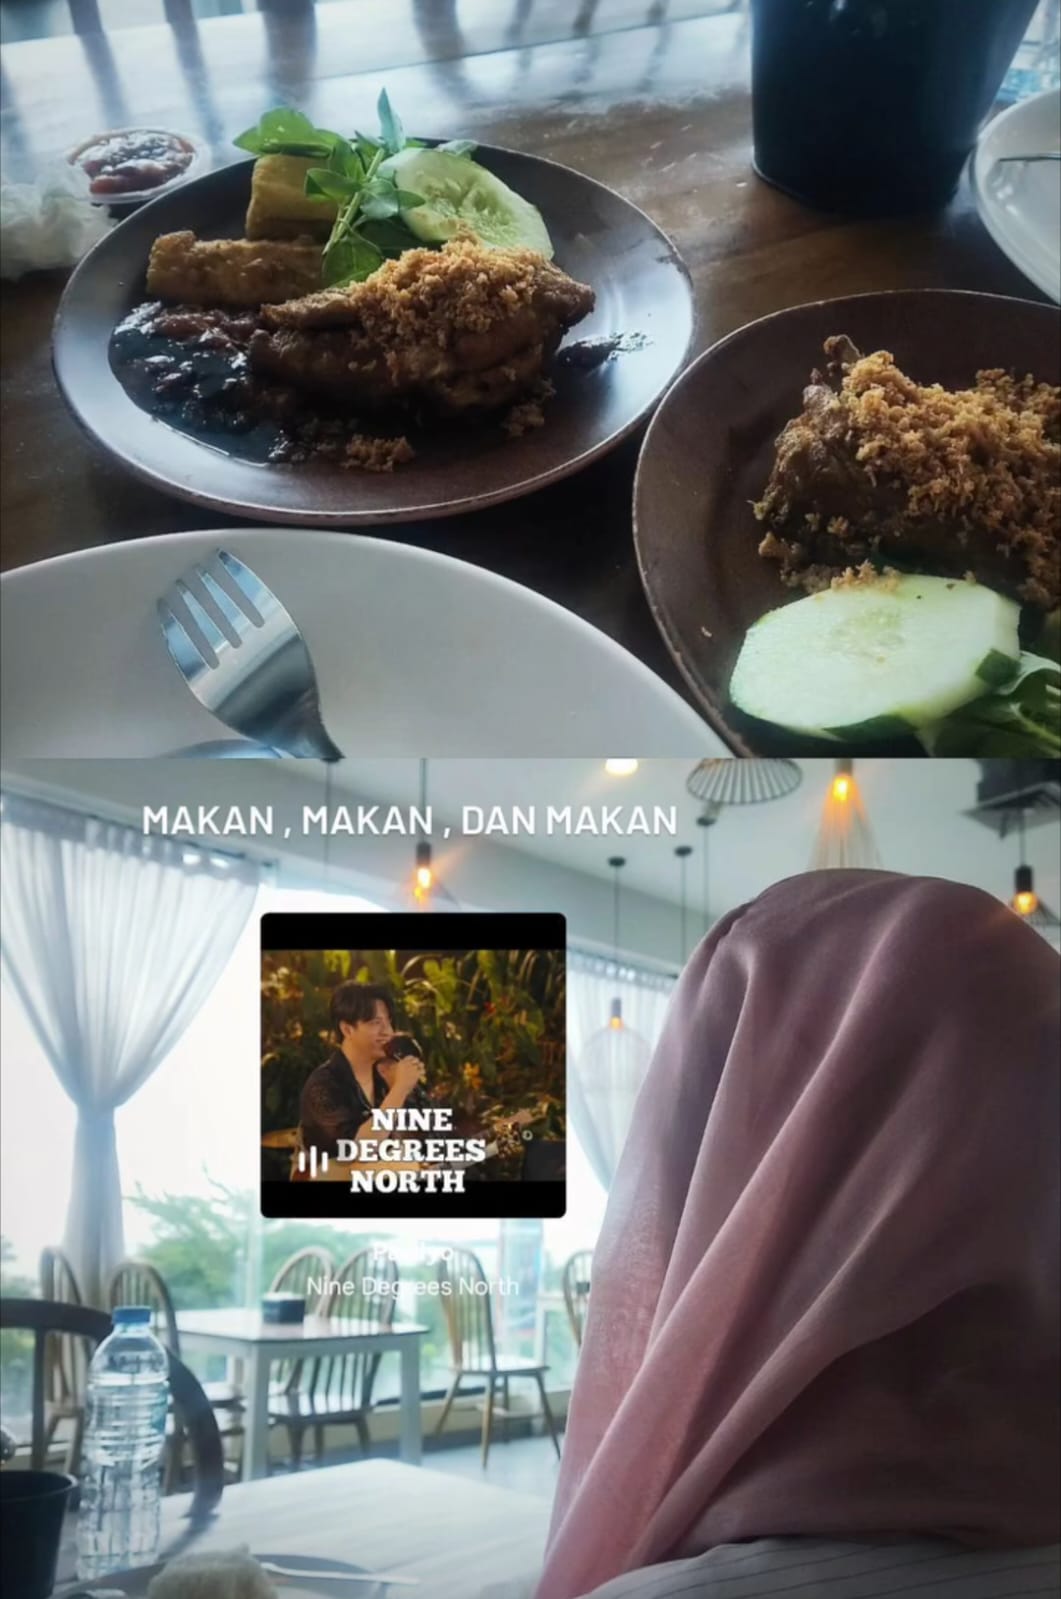 MAKAN , MAKAN , DAN MAKAN
NINE
DEGREES
NORTH
Nine Degrees North